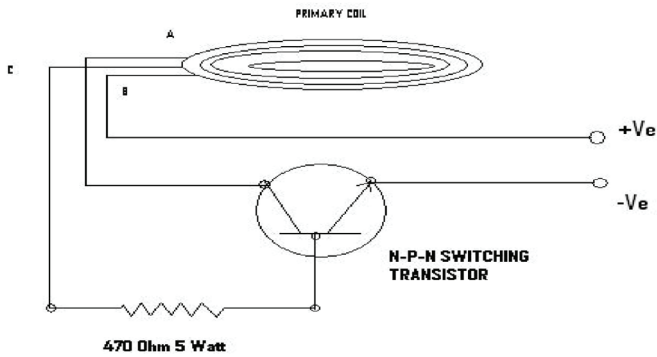 PRIMARY COIL
A
C
B
+Ve
-Ve
N-P-N SWITCHING
TRANSISTOR
470 Ohm 5 Watt